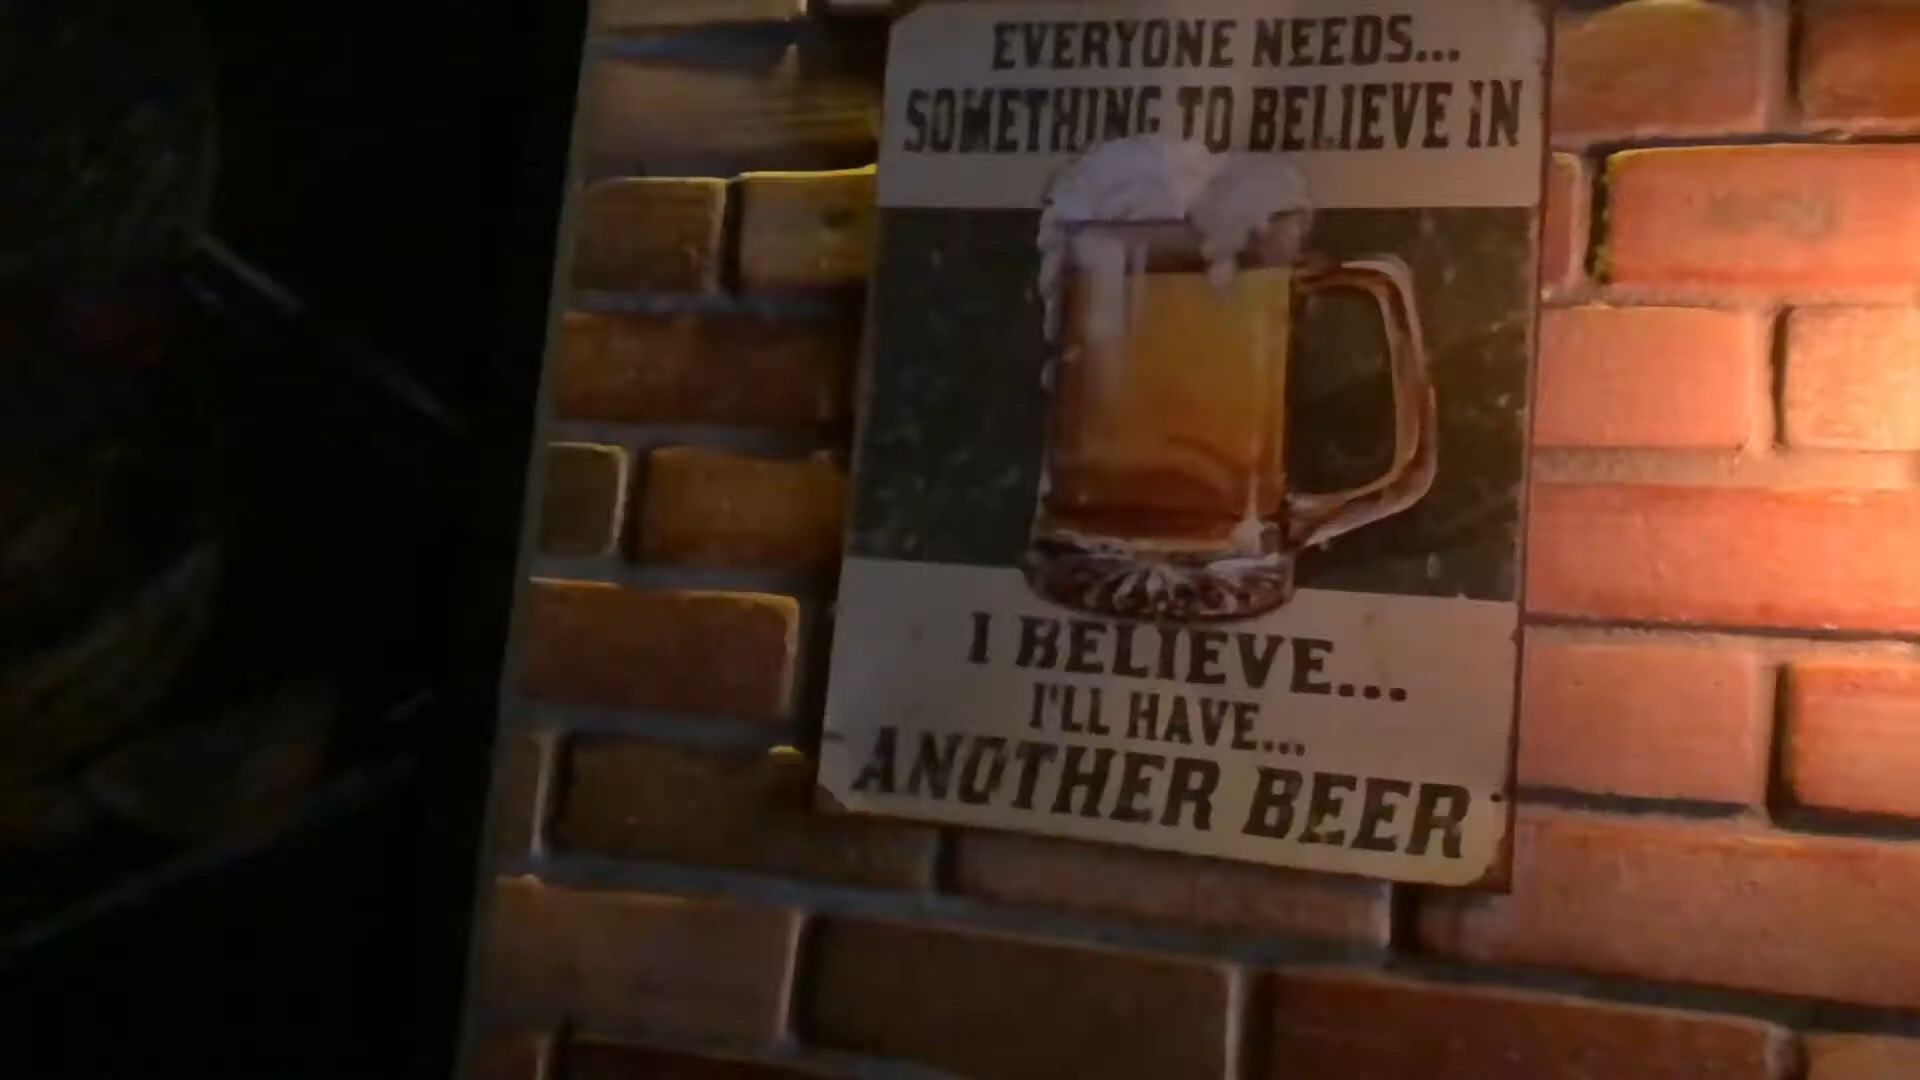 EVERYONE NEEDS...
SOMETHING TO BELIEVE IN
I BELIEVE...
I'LL HAVE...
ANOTHER BEER